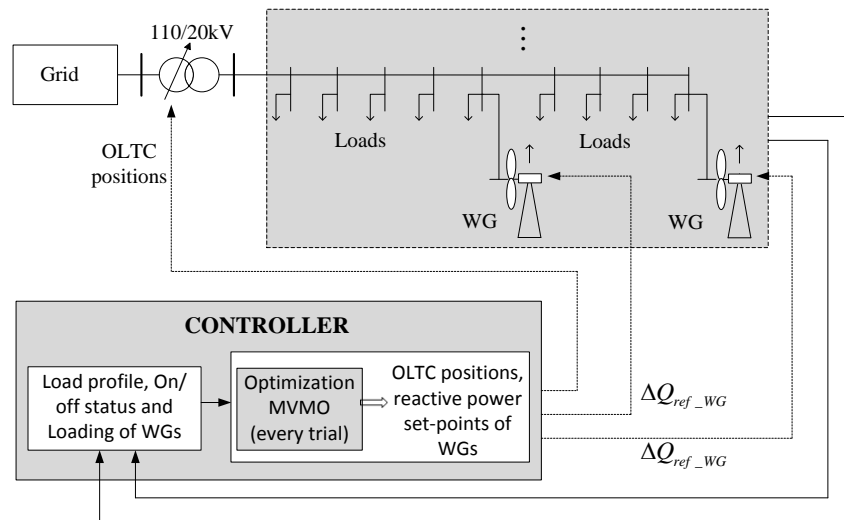 110/20kV
Grid
Loads
Loads
OLTC
positions
WG
WG
CONTROLLER
Load profile, On/
off status and
Loading of WGs
Optimization
MVMO
(every trial)
OLTC positions,
reactive power
set-points of
WGs
ΔQref_WG
ΔQref_WG